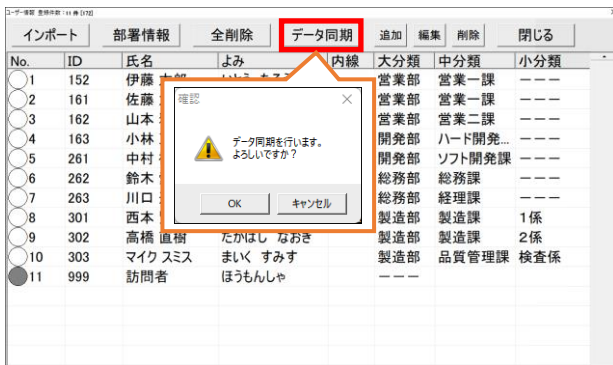 ユーザー情報 登録件数：11 件 [172]
インポート 部署情報 全削除 データ同期 追加 編集 削除 閉じる
No. ID 氏名 よみ 内線 大分類 中分類 小分類
1 152 伊藤 営業部 営業一課 －－－
2 161 佐藤 営業部 営業一課 －－－
3 162 山本 営業部 営業二課 －－－
4 163 小林 開発部 ハード開発... －－－
5 261 中村 開発部 ソフト開発課 －－－
6 262 鈴木 総務部 総務課 －－－
7 263 川口 総務部 経理課 －－－
8 301 西本 製造部 製造課 1係
9 302 高橋 直樹 たかはし なおき 製造部 製造課 2係
10 303 マイク スミス まいく すみす 製造部 品質管理課 検査係
11 999 訪問者 ほうもんしゃ －－－
確認
データ同期を行います。
よろしいですか？
OK キャンセル